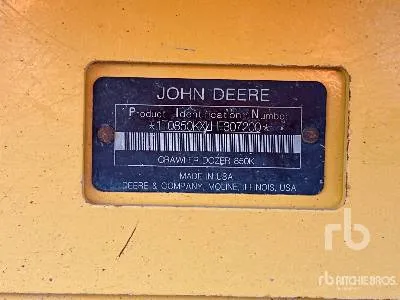 JOHN DEERE
Product Identification Number
CRAWLER DOZER 850K
MADE IN USA
DEERE & COMPANY, MOLINE, ILLINOIS, USA
rb
rb RITCHIE BROS.